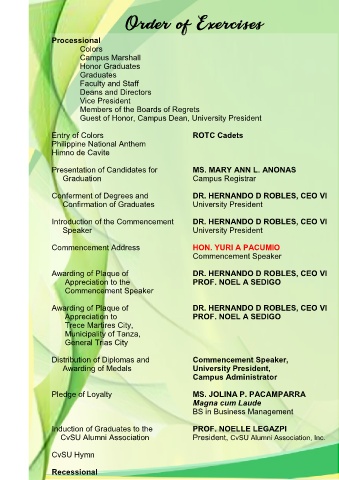 Order of Exercises
Processional
Colors
Campus Marshall
Honor Graduates
Graduates
Faculty and Staff
Deans and Directors
Vice President
Members of the Boards of Regrets
Guest of Honor, Campus Dean, University President
Entry of Colors ROTC Cadets
Philippine National Anthem
Himno de Cavite
Presentation of Candidates for MS. MARY ANN L. ANONAS
Graduation Campus Registrar
Conferment of Degrees and DR. HERNANDO D ROBLES, CEO VI
Confirmation of Graduates University President
Introduction of the Commencement DR. HERNANDO D ROBLES, CEO VI
Speaker University President
Commencement Address HON. YURI A PACUMIO
Commencement Speaker
Awarding of Plaque of DR. HERNANDO D ROBLES, CEO VI
Appreciation to the PROF. NOEL A SEDIGO
Commencement Speaker
Awarding of Plaque of DR. HERNANDO D ROBLES, CEO VI
Appreciation to PROF. NOEL A SEDIGO
Trece Martires City,
Municipality of Tanza,
General Trias City
Distribution of Diplomas and Commencement Speaker,
Awarding of Medals University President,
Campus Administrator
Pledge of Loyalty MS. JOLINA P. PACAMPARRA
Magna cum Laude
BS in Business Management
Induction of Graduates to the PROF. NOELLE LEGAZPI
CvSU Alumni Association President, CvSU Alumni Association, Inc.
CvSU Hymn
Recessional